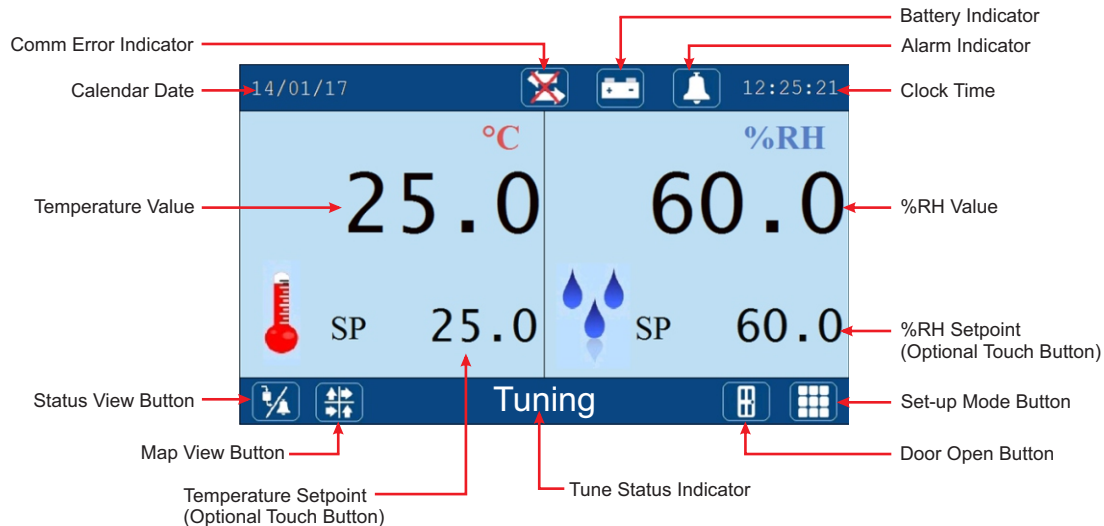 Battery Indicator
Comm Error Indicator
Alarm Indicator
Calendar Date
14/01/17
12:25:21
Clock Time
°C
%RH
Temperature Value
25.0
60.0
%RH Value
SP
25.0
SP
60.0
%RH Setpoint
(Optional Touch Button)
Status View Button
Tuning
Set-up Mode Button
Map View Button
Door Open Button
Temperature Setpoint
(Optional Touch Button)
Tune Status Indicator